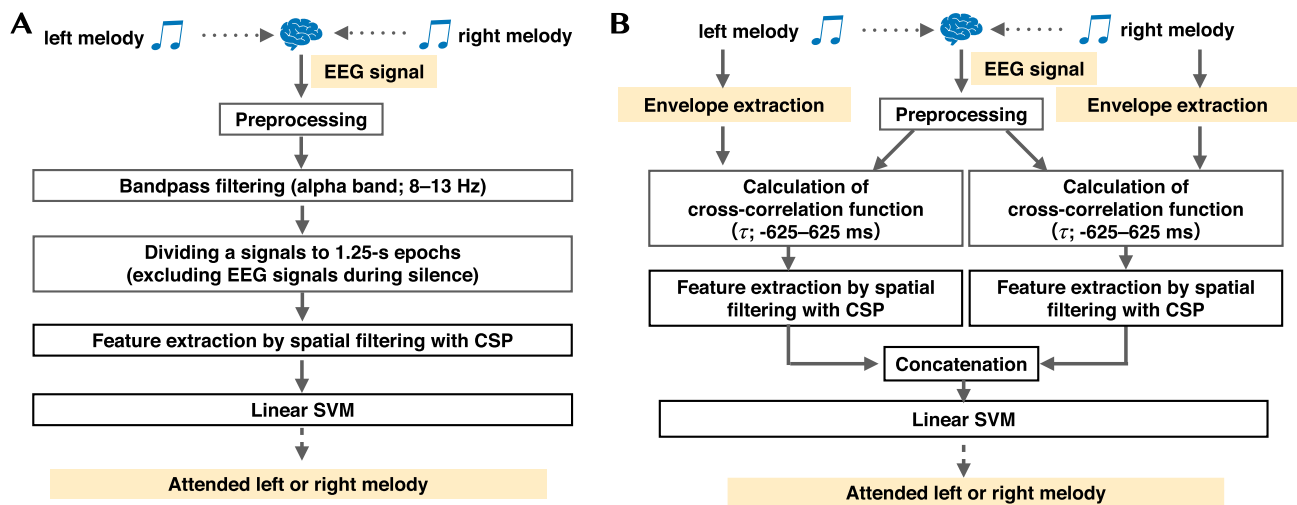 A
left melody
right melody
EEG signal
Preprocessing
Bandpass filtering (alpha band; 8–13 Hz)
Dividing a signals to 1.25-s epochs
(excluding EEG signals during silence)
Feature extraction by spatial filtering with CSP
Linear SVM
Attended left or right melody
B
left melody
right melody
EEG signal
Envelope extraction
Preprocessing
Envelope extraction
Calculation of
cross-correlation function
(τ; -625–625 ms)
Calculation of
cross-correlation function
(τ; -625–625 ms)
Feature extraction by spatial
filtering with CSP
Feature extraction by spatial
filtering with CSP
Concatenation
Linear SVM
Attended left or right melody